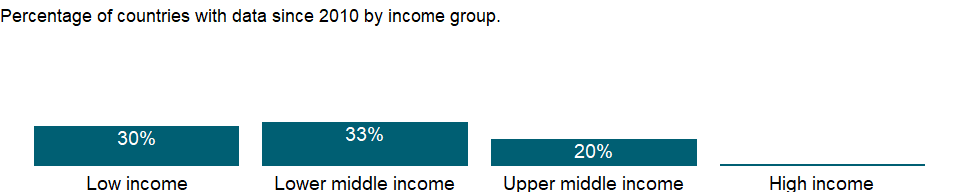 Percentage of countries with data since 2010 by income group.
30%
33%
20%
Low income
Lower middle income
Upper middle income
High income